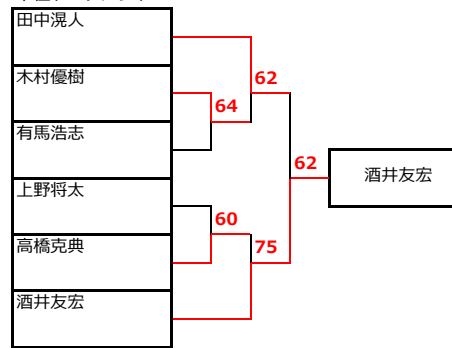 田中滉人
木村優樹
62
64
有馬浩志
62
酒井友宏
上野将太
60
高橋克典
75
酒井友宏